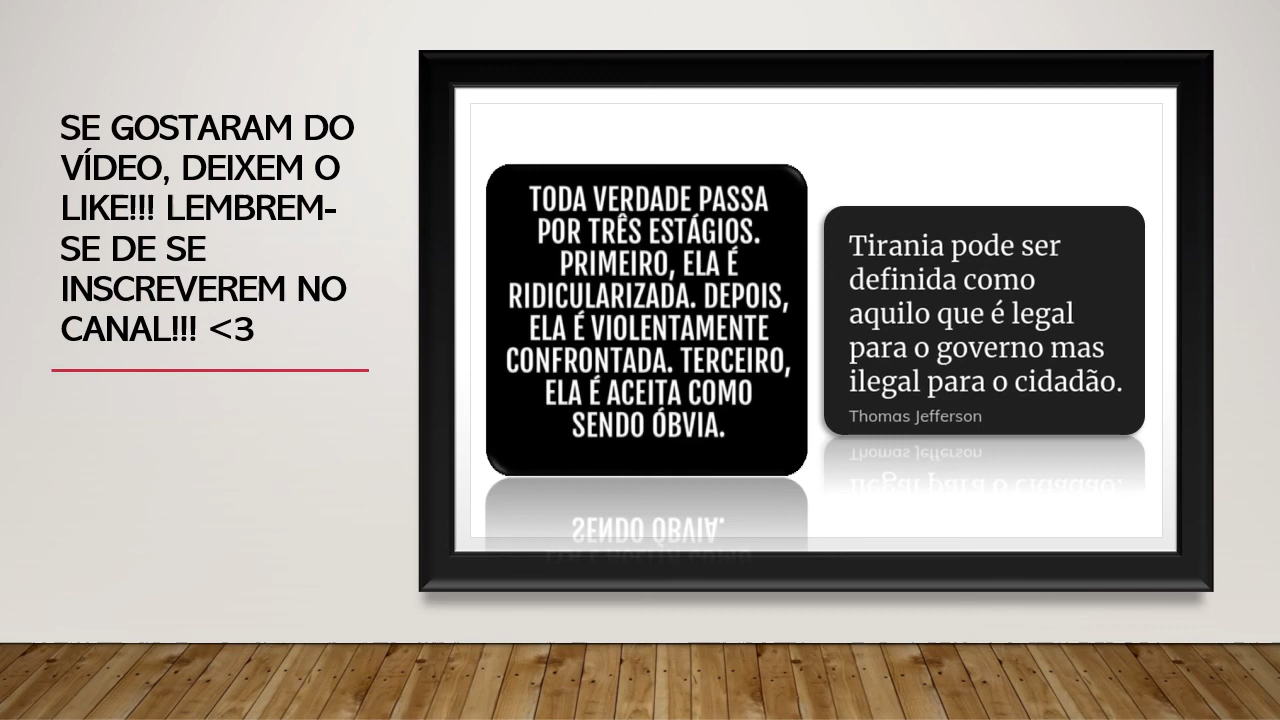 SE GOSTARAM DO
VÍDEO, DEIXEM O
LIKE!!! LEMBREM-
SE DE SE
INSCREVEREM NO
CANAL!!! <3
TODA VERDADE PASSA
POR TRÊS ESTÁGIOS.
PRIMEIRO, ELA É
RIDICULARIZADA. DEPOIS,
ELA É VIOLENTAMENTE
CONFRONTADA. TERCEIRO,
ELA É ACEITA COMO
SENDO ÓBVIA.
Tirania pode ser
definida como
aquilo que é legal
para o governo mas
ilegal para o cidadão.
Thomas Jefferson